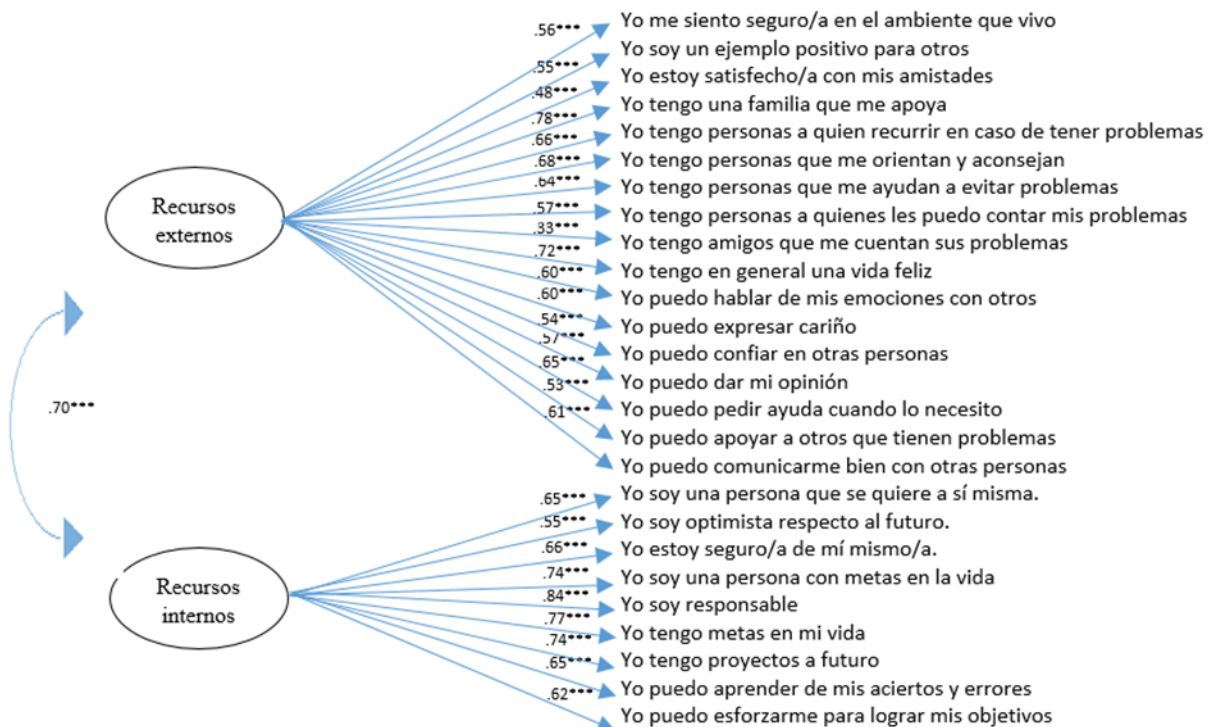 .56*** Yo me siento seguro/a en el ambiente que vivo
.55*** Yo soy un ejemplo positivo para otros
.48*** Yo estoy satisfecho/a con mis amistades
.78*** Yo tengo una familia que me apoya
.66*** Yo tengo personas a quien recurrir en caso de tener problemas
.68*** Yo tengo personas que me orientan y aconsejan
.64*** Yo tengo personas que me ayudan a evitar problemas
.57*** Yo tengo personas a quienes les puedo contar mis problemas
.33*** Yo tengo amigos que me cuentan sus problemas
.72*** Yo tengo en general una vida feliz
.60*** Yo puedo hablar de mis emociones con otros
.60*** Yo puedo expresar cariño
.54*** Yo puedo confiar en otras personas
.57*** Yo puedo dar mi opinión
.65*** Yo puedo pedir ayuda cuando lo necesito
.53*** Yo puedo apoyar a otros que tienen problemas
.61*** Yo puedo comunicarme bien con otras personas
Recursos
externos
.70***
.65*** Yo soy una persona que se quiere a sí misma.
.55*** Yo soy optimista respecto al futuro.
.66*** Yo estoy seguro/a de mí mismo/a.
.74*** Yo soy una persona con metas en la vida
.84*** Yo soy responsable
.77*** Yo tengo metas en mi vida
.74*** Yo tengo proyectos a futuro
.65*** Yo puedo aprender de mis aciertos y errores
.62*** Yo puedo esforzarme para lograr mis objetivos
Recursos
internos